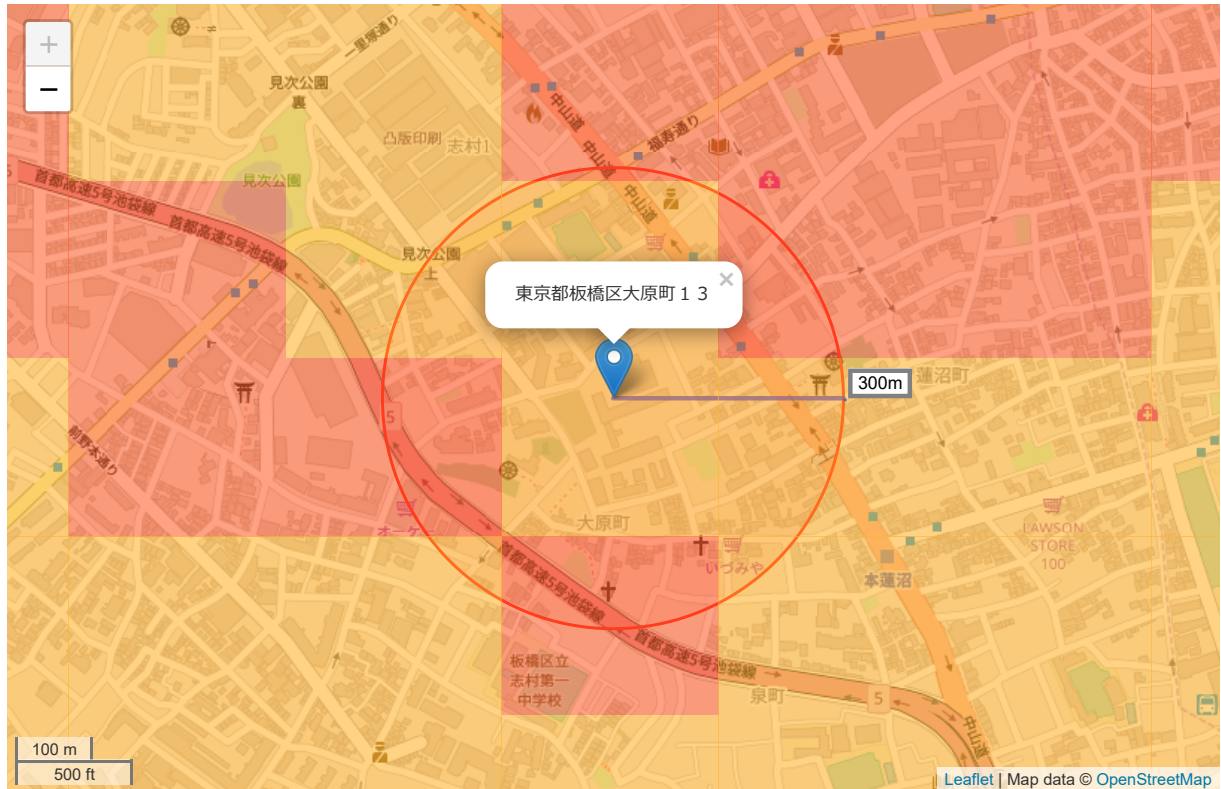 +
−
一里塚通り
見次公園
裏
凸版印刷
志村1
中山道
中山道
福寿通り
見次公園
5
首都高速5号池袋線
首都高速5号池袋線
中山道
見次公園
上
東京都板橋区大原町１３
×
300m
蓮沼町
5
前野本通り
オーケー
大原町
LAWSON
STORE
100
首都高速5号池袋線
いづみや
本蓮沼
首都高速5号池袋線
板橋区立
志村第一
中学校
泉町
5
中山道
100 m
500 ft
Leaflet | Map data © OpenStreetMap